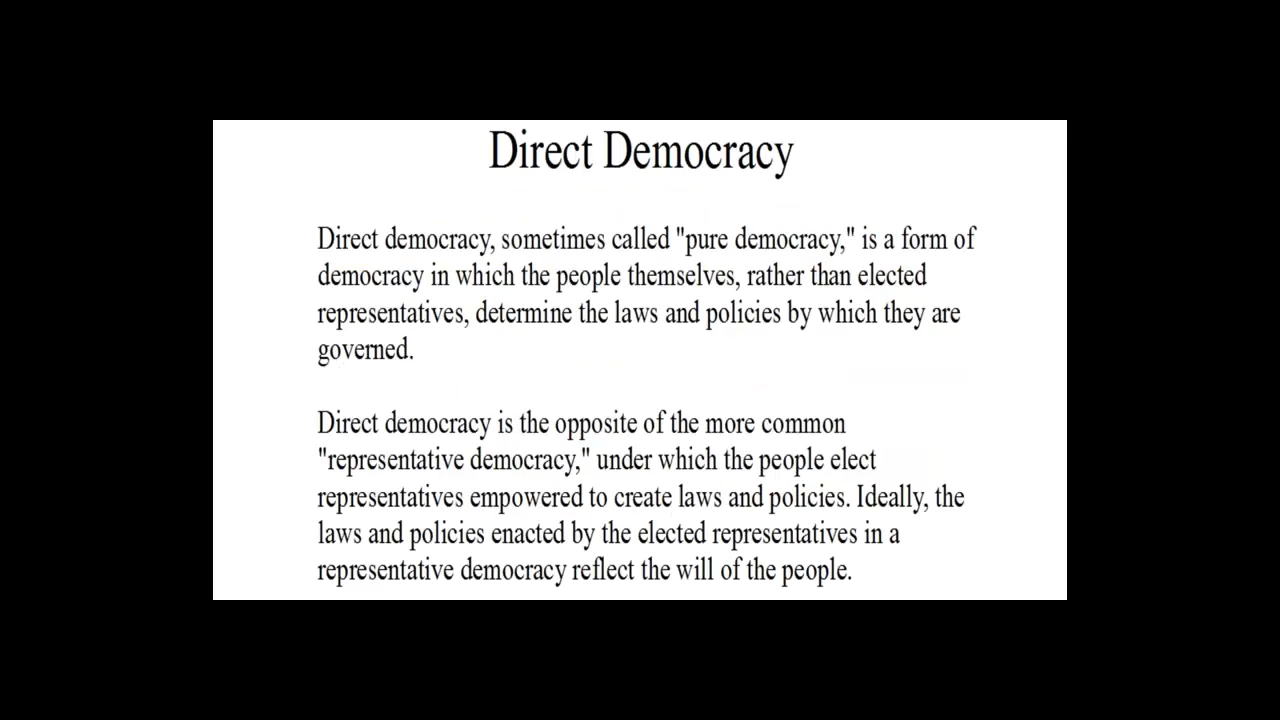 Direct Democracy
Direct democracy, sometimes called "pure democracy," is a form of
democracy in which the people themselves, rather than elected
representatives, determine the laws and policies by which they are
governed.
Direct democracy is the opposite of the more common
"representative democracy," under which the people elect
representatives empowered to create laws and policies. Ideally, the
laws and policies enacted by the elected representatives in a
representative democracy reflect the will of the people.